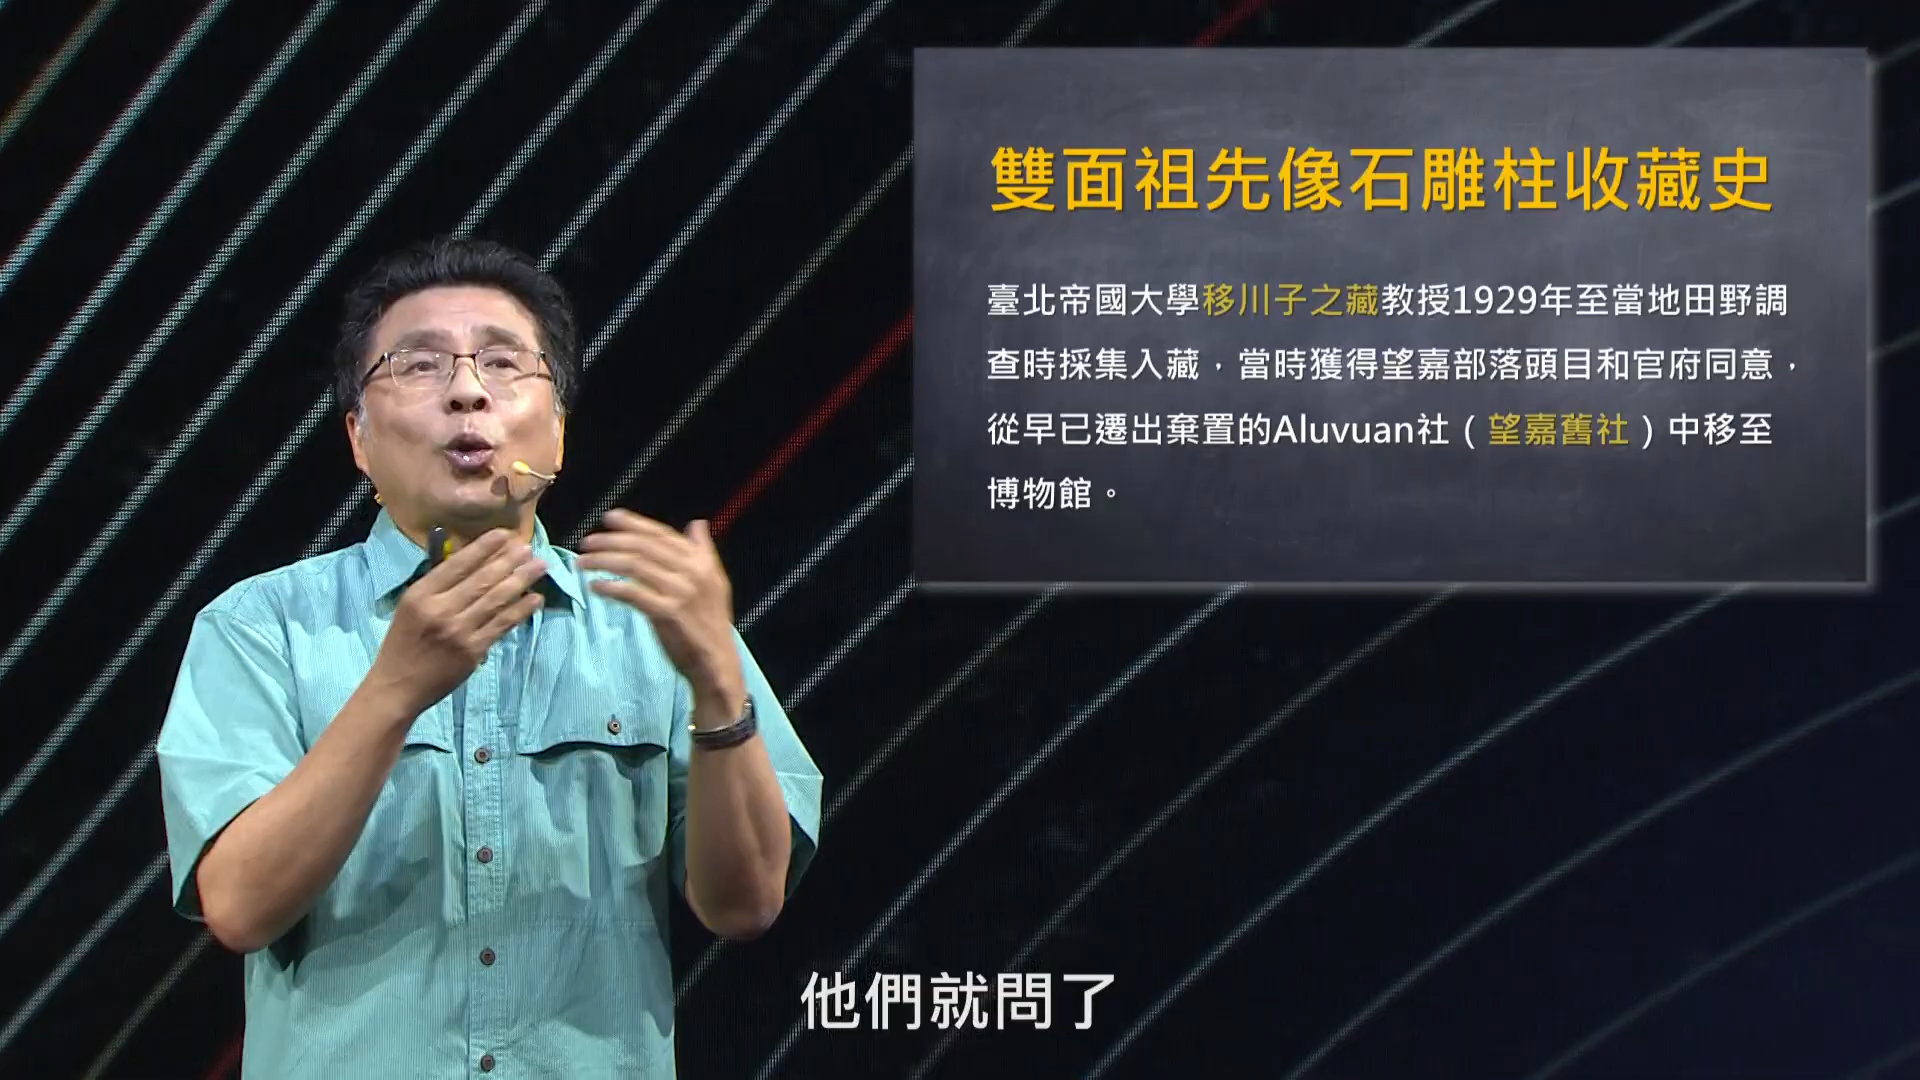 雙面祖先像石雕柱收藏史
臺北帝國大學移川子之藏教授1929年至當地田野調
查時採集入藏，當時獲得望嘉部落頭目和官府同意，
從早已遷出棄置的Aluvuan社（望嘉舊社）中移至
博物館。
他們就問了